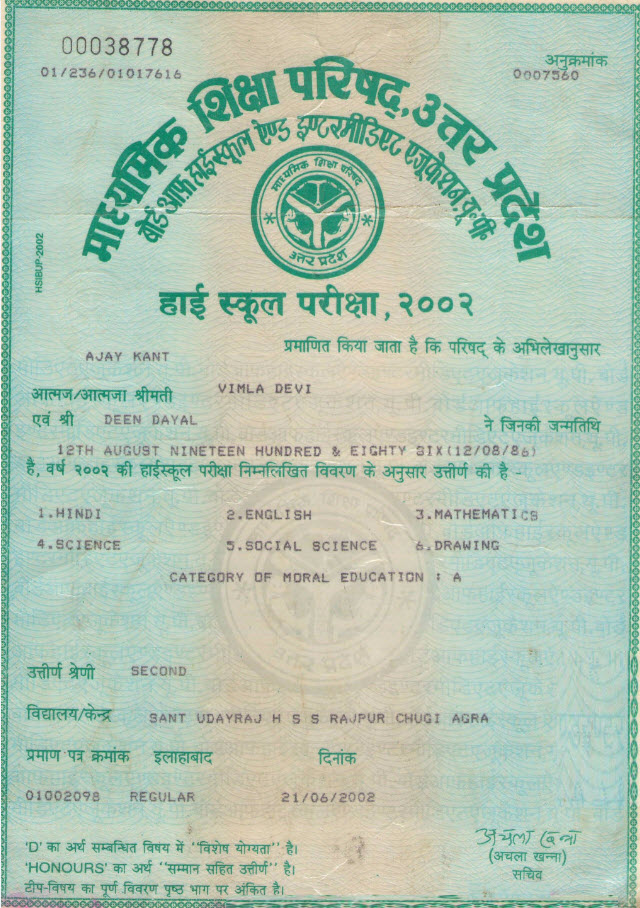 00038778
अनुक्रमांक
01/236/01017616
0007560
माध्यमिक शिक्षा परिषद्, उत्तर प्रदेश
बोर्ड आफ हाईस्कूल ऐण्ड इण्टरमीडिएट एजूकेशन, यू० पी०
माध्यमिक शिक्षा परिषद्
उत्तर प्रदेश
HSIBUP-2002
हाई स्कूल परीक्षा, २००२
प्रमाणित किया जाता है कि परिषद् के अभिलेखानुसार
AJAY KANT
आत्मज/आत्मजा श्रीमती VIMLA DEVI
एवं श्री DEEN DAYAL ने जिनकी जन्मतिथि
12TH AUGUST NINETEEN HUNDRED & EIGHTY SIX(12/08/86)
है, वर्ष २००२ की हाईस्कूल परीक्षा निम्नलिखित विवरण के अनुसार उत्तीर्ण की है -
1.HINDI 2.ENGLISH 3.MATHEMATICS
4.SCIENCE 5.SOCIAL SCIENCE 6.DRAWING
CATEGORY OF MORAL EDUCATION : A
उत्तर प्रदेश
उत्तीर्ण श्रेणी SECOND
विद्यालय/केन्द्र SANT UDAYRAJ H S S RAJPUR CHUGI AGRA
प्रमाण पत्र क्रमांक इलाहाबाद दिनांक
01002098 REGULAR 21/06/2002
'D' का अर्थ सम्बन्धित विषय में ''विशेष योग्यता'' है।
'HONOURS' का अर्थ ''सम्मान सहित उत्तीर्ण'' है।
टीप-विषय का पूर्ण विवरण पृष्ठ भाग पर अंकित है।
अचला खन्ना
(अचला खन्ना)
सचिव